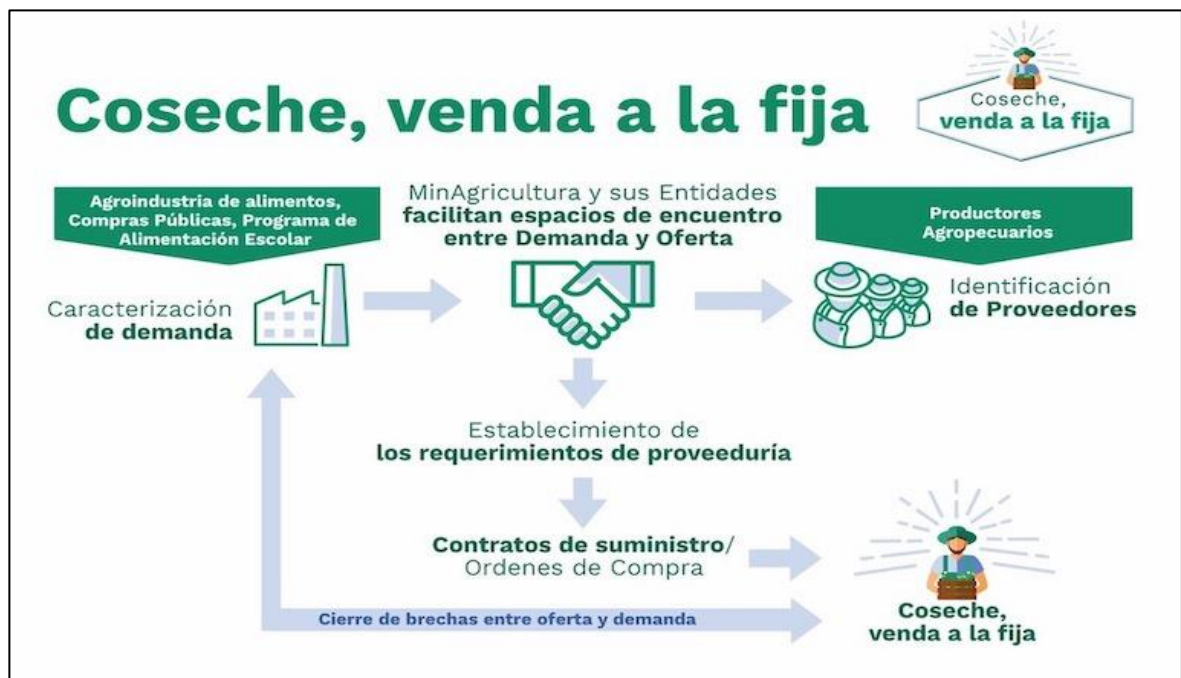 Coseche, venda a la fija
Coseche,
venda a la fija
Agroindustria de alimentos,
Compras Públicas, Programa de
Alimentación Escolar
MinAgricultura y sus Entidades
facilitan espacios de encuentro
entre Demanda y Oferta
Productores
Agropecuarios
Caracterización
de demanda
Identificación
de Proveedores
Establecimiento de
los requerimientos de proveeduría
Contratos de suministro/
Ordenes de Compra
Cierre de brechas entre oferta y demanda
Coseche,
venda a la fija